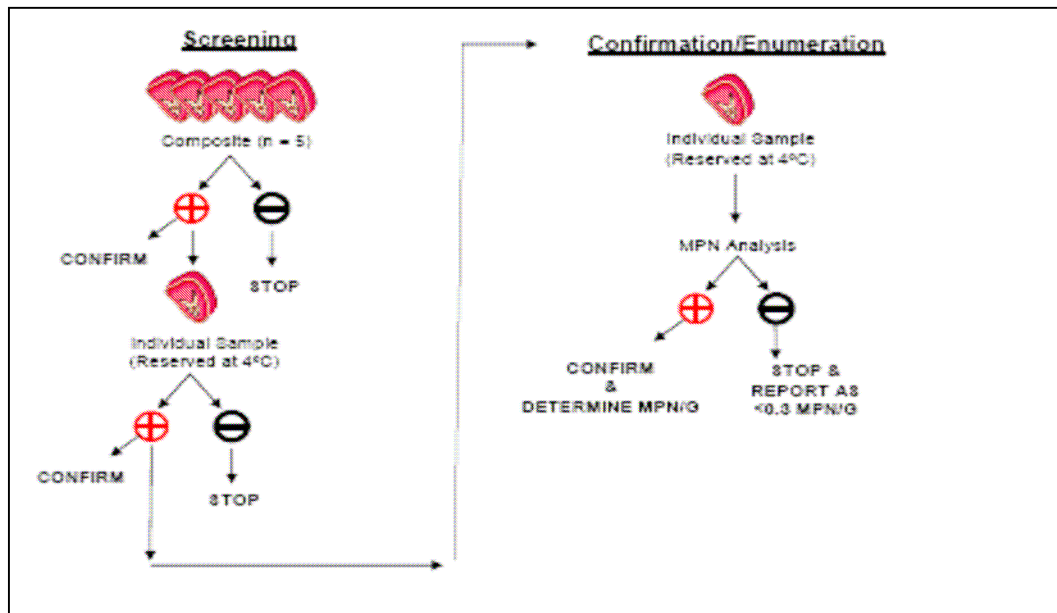 Screening
Composite (n = 5)
CONFIRM
STOP
Individual Sample
(Reserved at 4ºC)
CONFIRM
STOP
Confirmation/Enumeration
Individual Sample
(Reserved at 4ºC)
MPN Analysis
CONFIRM
&
DETERMINE MPN/G
STOP &
REPORT AS
<0.3 MPN/G